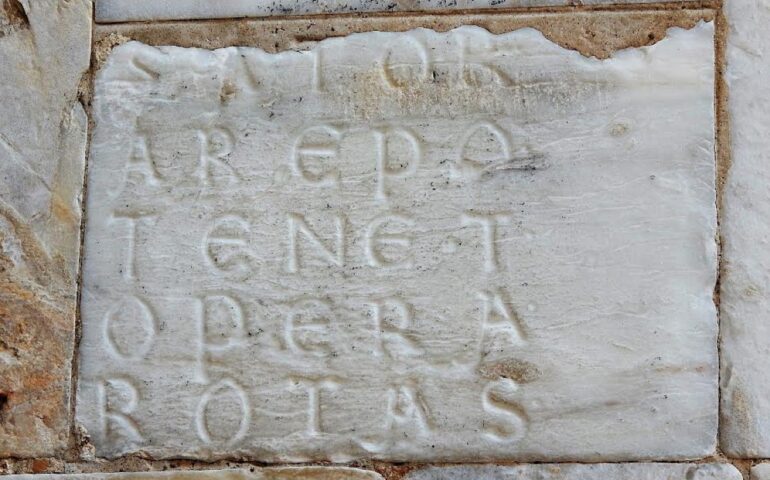 SATOR
AREPO
TENET
OPERA
ROTAS